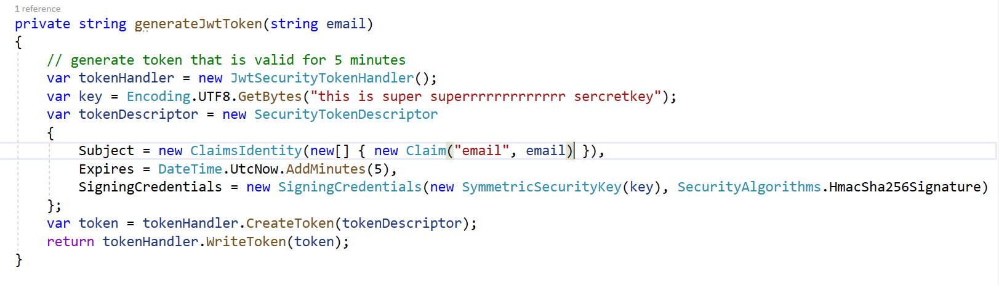 1 reference
private string generateJwtToken(string email)
{
// generate token that is valid for 5 minutes
var tokenHandler = new JwtSecurityTokenHandler();
var key = Encoding.UTF8.GetBytes("this is super superrrrrrrrrrrrr sercretkey");
var tokenDescriptor = new SecurityTokenDescriptor
{
Subject = new ClaimsIdentity(new[] { new Claim("email", email) }),
Expires = DateTime.UtcNow.AddMinutes(5),
SigningCredentials = new SigningCredentials(new SymmetricSecurityKey(key), SecurityAlgorithms.HmacSha256Signature)
};
var token = tokenHandler.CreateToken(tokenDescriptor);
return tokenHandler.WriteToken(token);
}